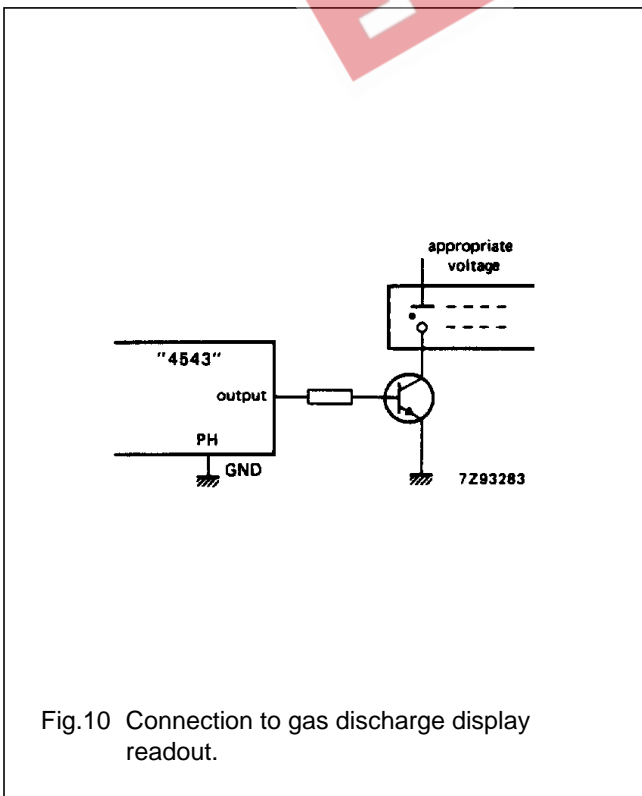 appropriate
voltage
"4543"
output
PH
GND
7Z93283
Fig.10 Connection to gas discharge display
readout.